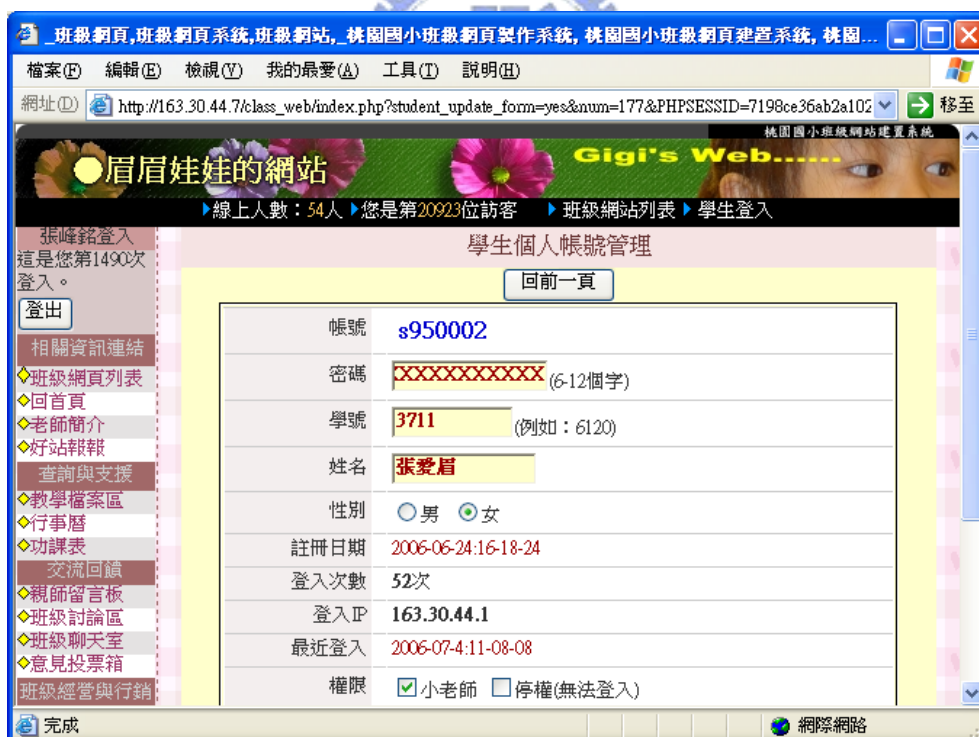 _班級網頁,班級網頁系統,班級網站,_桃園國小班級網頁製作系統, 桃園國小班級網頁建置系統, 桃園...
檔案(F) 編輯(E) 檢視(V) 我的最愛(A) 工具(T) 說明(H)
網址(D) http://163.30.44.7/class_web/index.php?student_update_form=yes&num=177&PHPSESSID=7198ce36ab2a102 移至
桃園國小班級網站建置系統
●眉眉娃娃的網站 Gigi's Web......
線上人數：54人 您是第20923位訪客 班級網站列表 學生登入
張峰銘登入
這是您第1490次
登入。
登出
相關資訊連結
班級網頁列表
回首頁
老師簡介
好站報報
查詢與支援
教學檔案區
行事曆
功課表
交流回饋
親師留言板
班級討論區
班級聊天室
意見投票箱
班級經營與行銷
學生個人帳號管理
回前一頁
帳號 s950002
密碼 XXXXXXXXXXX (6-12個字)
學號 3711 (例如：6120)
姓名 張愛眉
性別 男 女
註冊日期 2006-06-24:16-18-24
登入次數 52次
登入IP 163.30.44.1
最近登入 2006-07-4:11-08-08
權限 小老師 停權(無法登入)
完成 網際網路